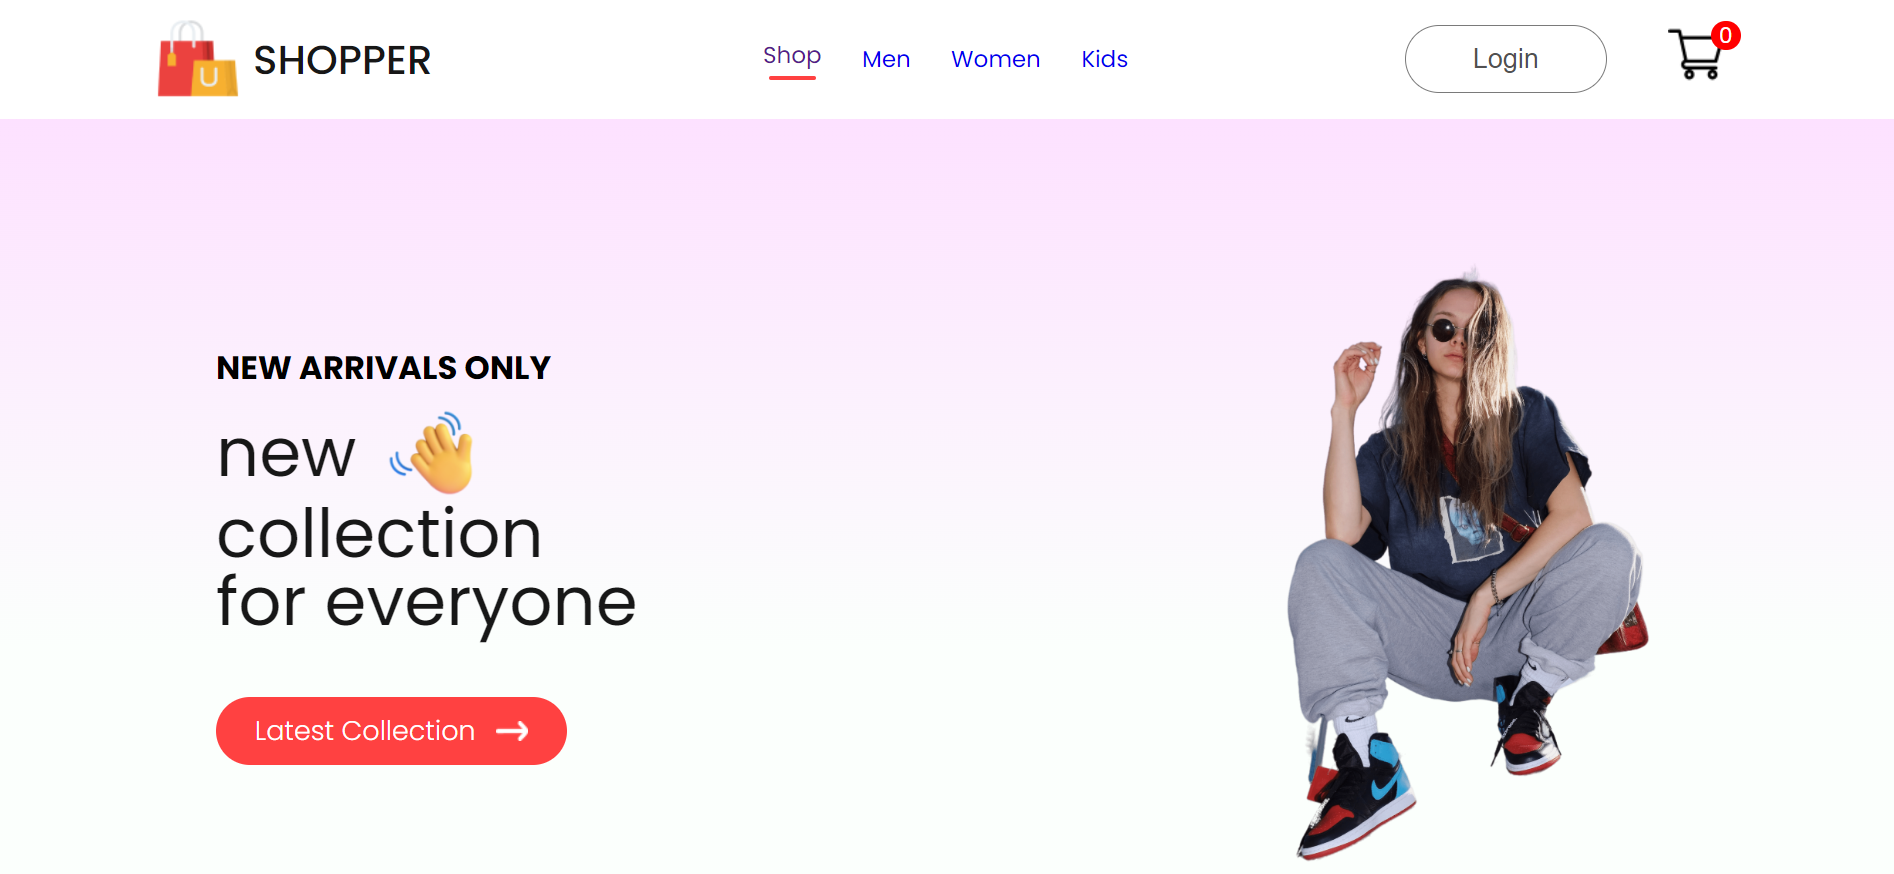 SHOPPER
Shop
Men
Women
Kids
Login
0
NEW ARRIVALS ONLY
new
collection
for everyone
Latest Collection